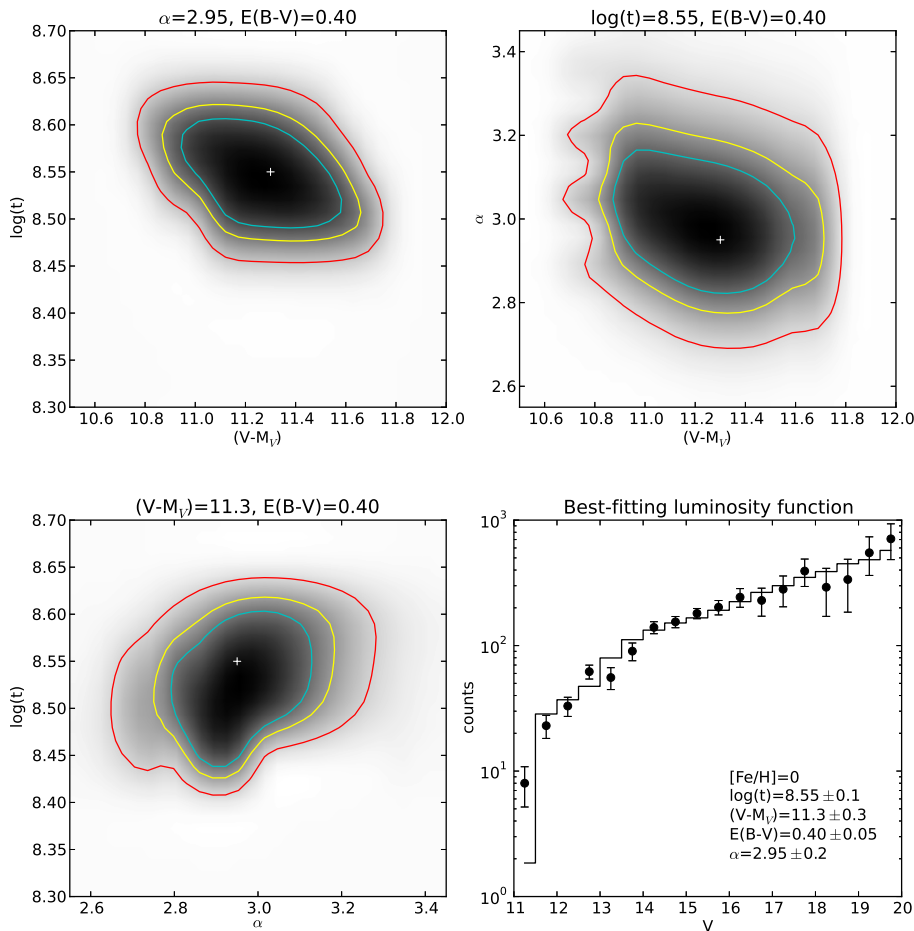 α=2.95, E(B-V)=0.40
8.70
8.65
8.60
8.55
8.50
8.45
8.40
8.35
8.30
log(t)
10.6 10.8 11.0 11.2 11.4 11.6 11.8 12.0
(V-M_V)
log(t)=8.55, E(B-V)=0.40
3.4
3.2
3.0
2.8
2.6
α
10.6 10.8 11.0 11.2 11.4 11.6 11.8 12.0
(V-M_V)
(V-M_V)=11.3, E(B-V)=0.40
8.70
8.65
8.60
8.55
8.50
8.45
8.40
8.35
8.30
log(t)
2.6 2.8 3.0 3.2 3.4
α
Best-fitting luminosity function
10^3
10^2
10^1
10^0
counts
[Fe/H]=0
log(t)=8.55±0.1
(V-M_V)=11.3±0.3
E(B-V)=0.40±0.05
α=2.95±0.2
11 12 13 14 15 16 17 18 19 20
V